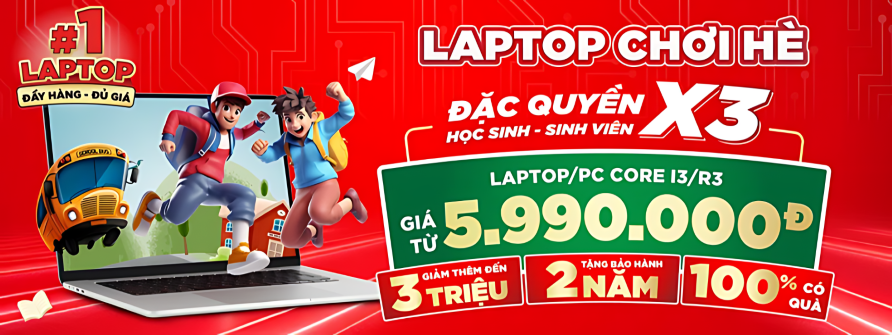 #1
LAPTOP
ĐẦY HÀNG - ĐỦ GIÁ
SCHOOL BUS
LAPTOP CHƠI HÈ
ĐẶC QUYỀN
HỌC SINH - SINH VIÊN
X3
LAPTOP/PC CORE I3/R3
GIÁ TỪ 5.990.000Đ
GIẢM THÊM ĐẾN
3 TRIỆU
TẶNG BẢO HÀNH
2 NĂM
100% CÓ QUÀ